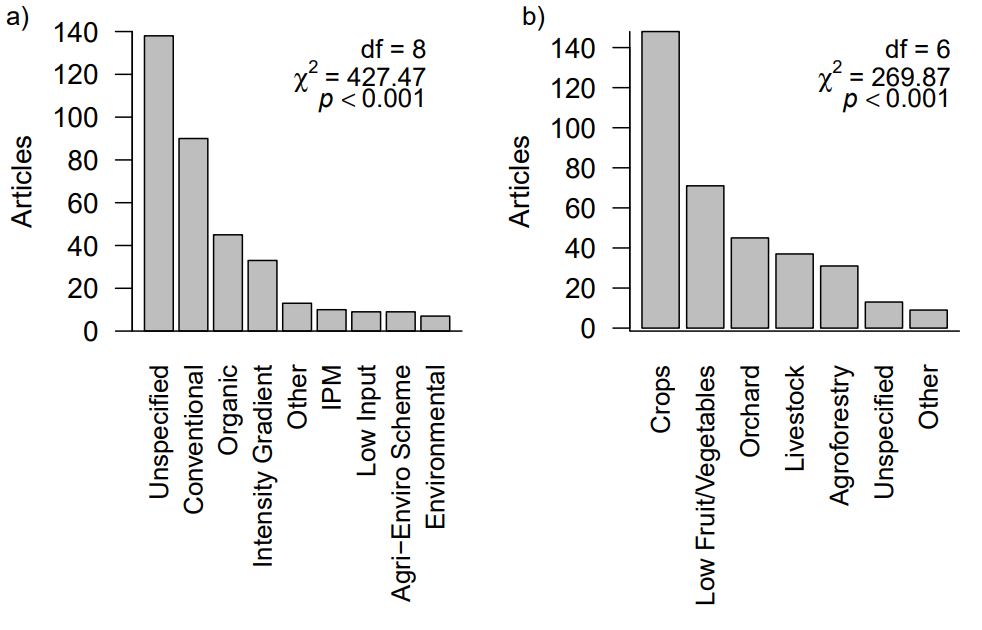 a)
Articles
140
120
100
80
60
40
20
0
df = 8
χ² = 427.47
p < 0.001
Unspecified
Conventional
Organic
Intensity Gradient
Other
IPM
Low Input
Agri−Enviro Scheme
Environmental
b)
Articles
140
120
100
80
60
40
20
0
df = 6
χ² = 269.87
p < 0.001
Crops
Low Fruit/Vegetables
Orchard
Livestock
Agroforestry
Unspecified
Other